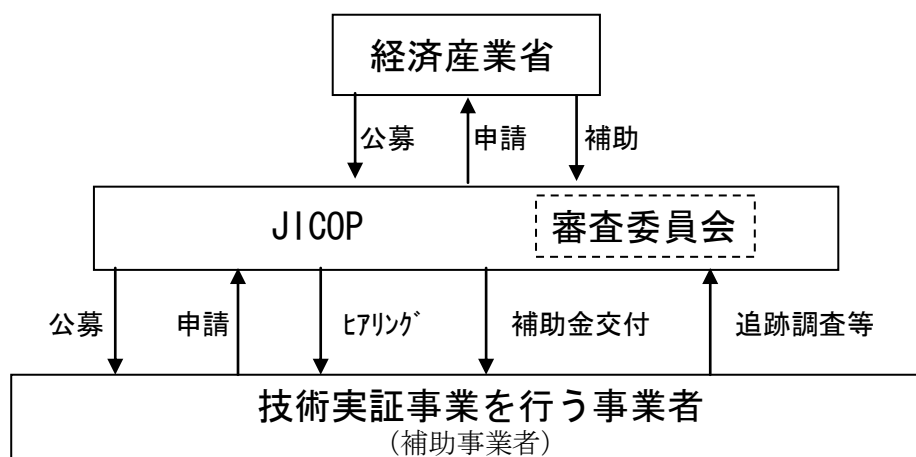 経済産業省
公募 申請 補助
JICOP 審査委員会
公募 申請 ﾋｱﾘﾝｸﾞ 補助金交付 追跡調査等
技術実証事業を行う事業者
(補助事業者)